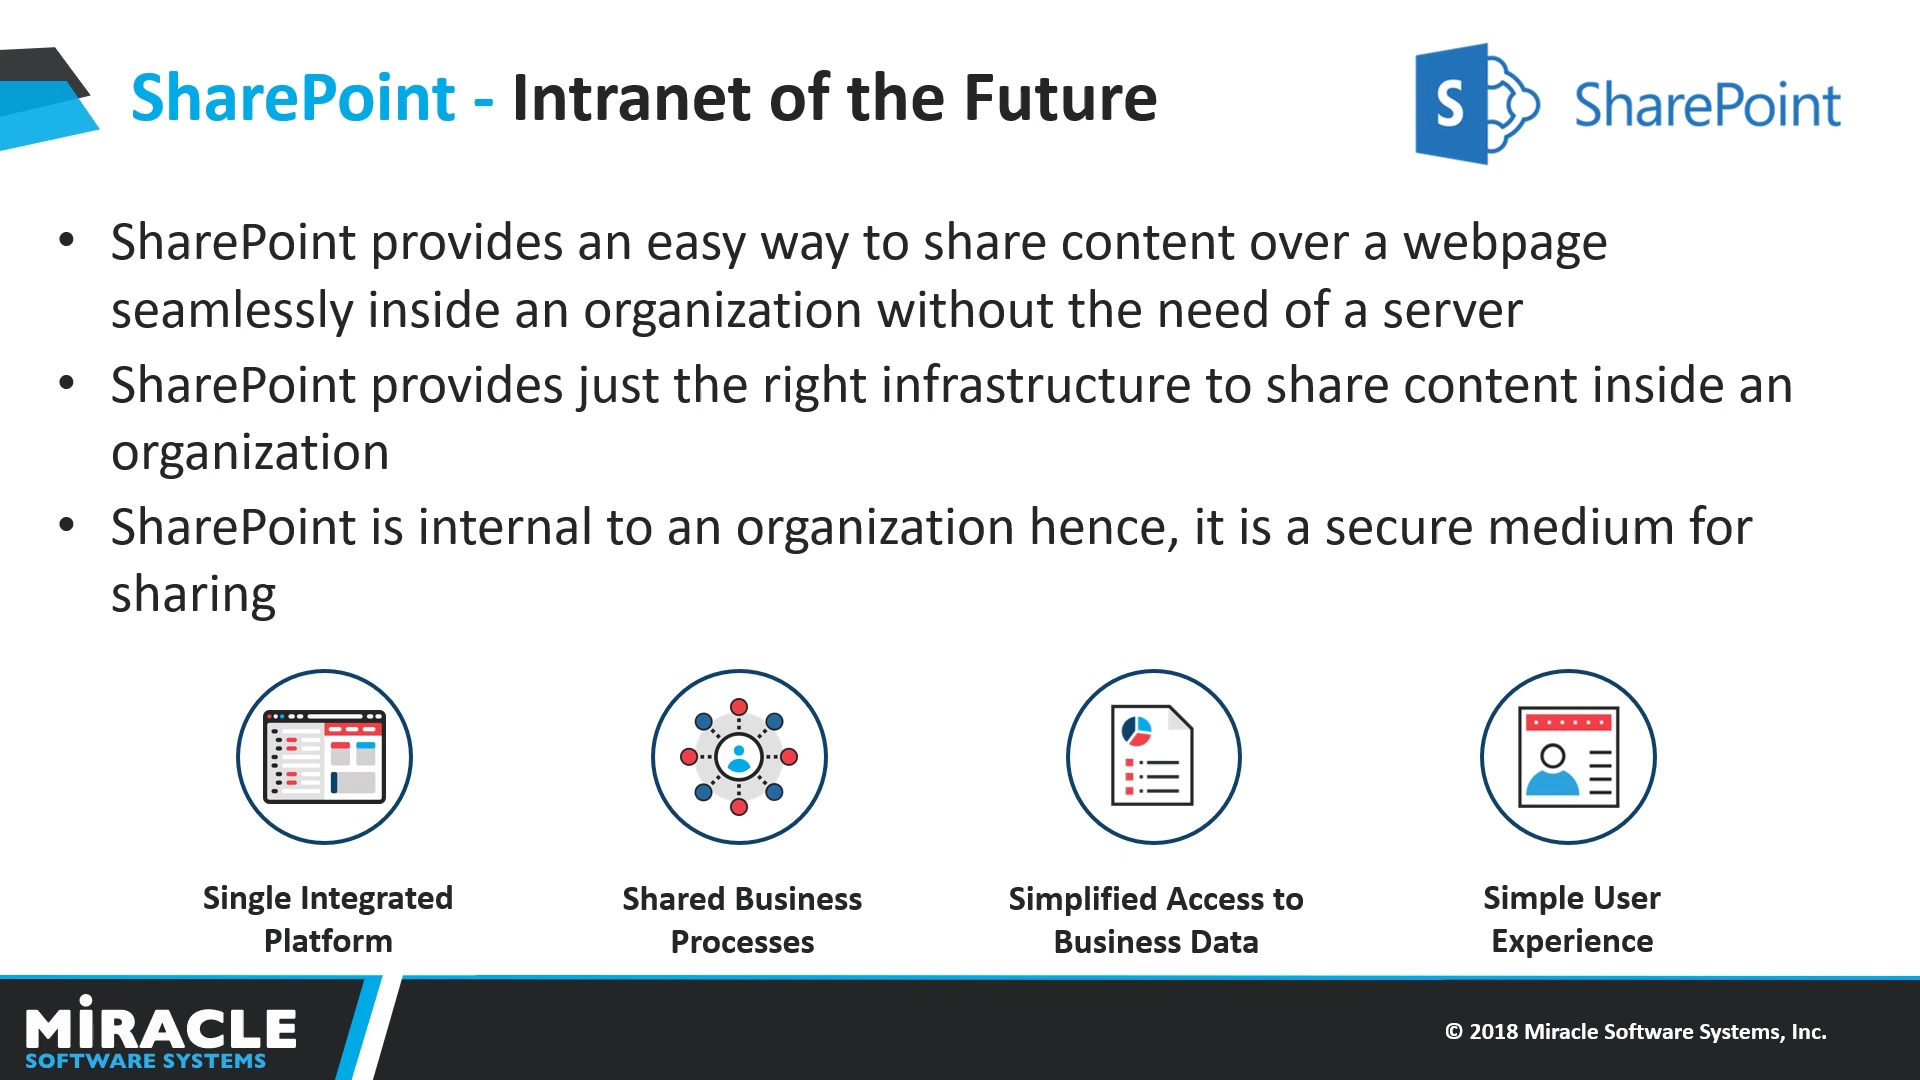 SharePoint - Intranet of the Future
S SharePoint
• SharePoint provides an easy way to share content over a webpage
seamlessly inside an organization without the need of a server
• SharePoint provides just the right infrastructure to share content inside an
organization
• SharePoint is internal to an organization hence, it is a secure medium for
sharing
Single Integrated
Platform
Shared Business
Processes
Simplified Access to
Business Data
Simple User
Experience
MiRACLE
SOFTWARE SYSTEMS
© 2018 Miracle Software Systems, Inc.